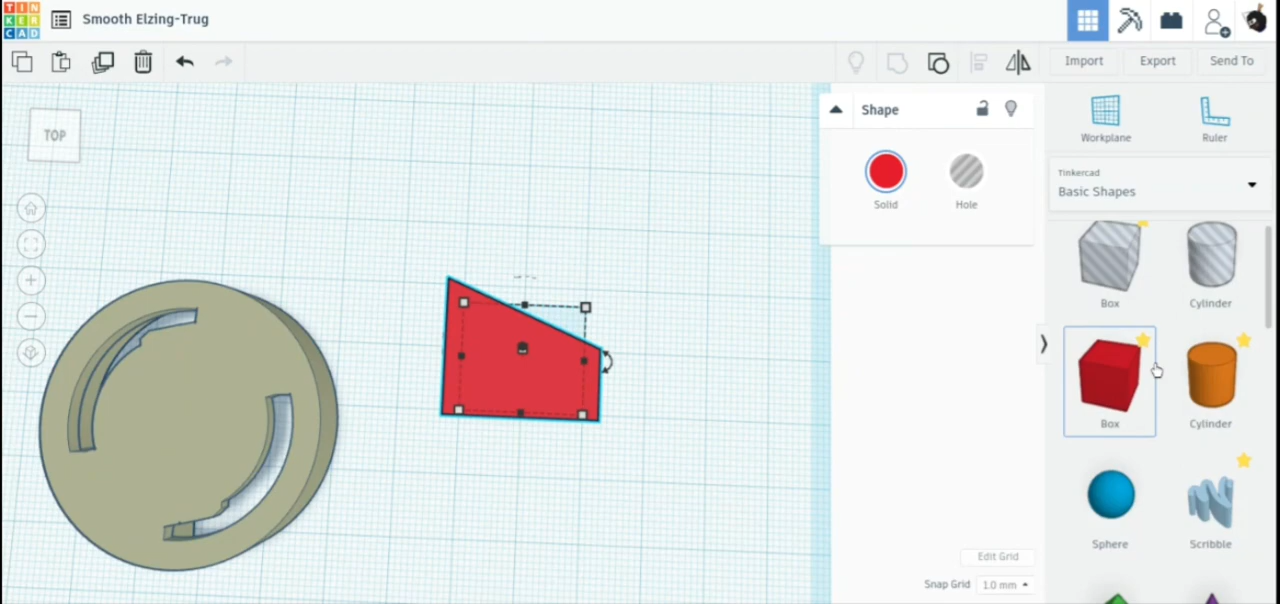 TIN
KER
CAD
Smooth Elzing-Trug
Import
Export
Send To
TOP
Shape
Solid
Hole
Workplane
Ruler
Tinkercad
Basic Shapes
Box
Cylinder
Box
Cylinder
Sphere
Scribble
Edit Grid
Snap Grid
1.0 mm